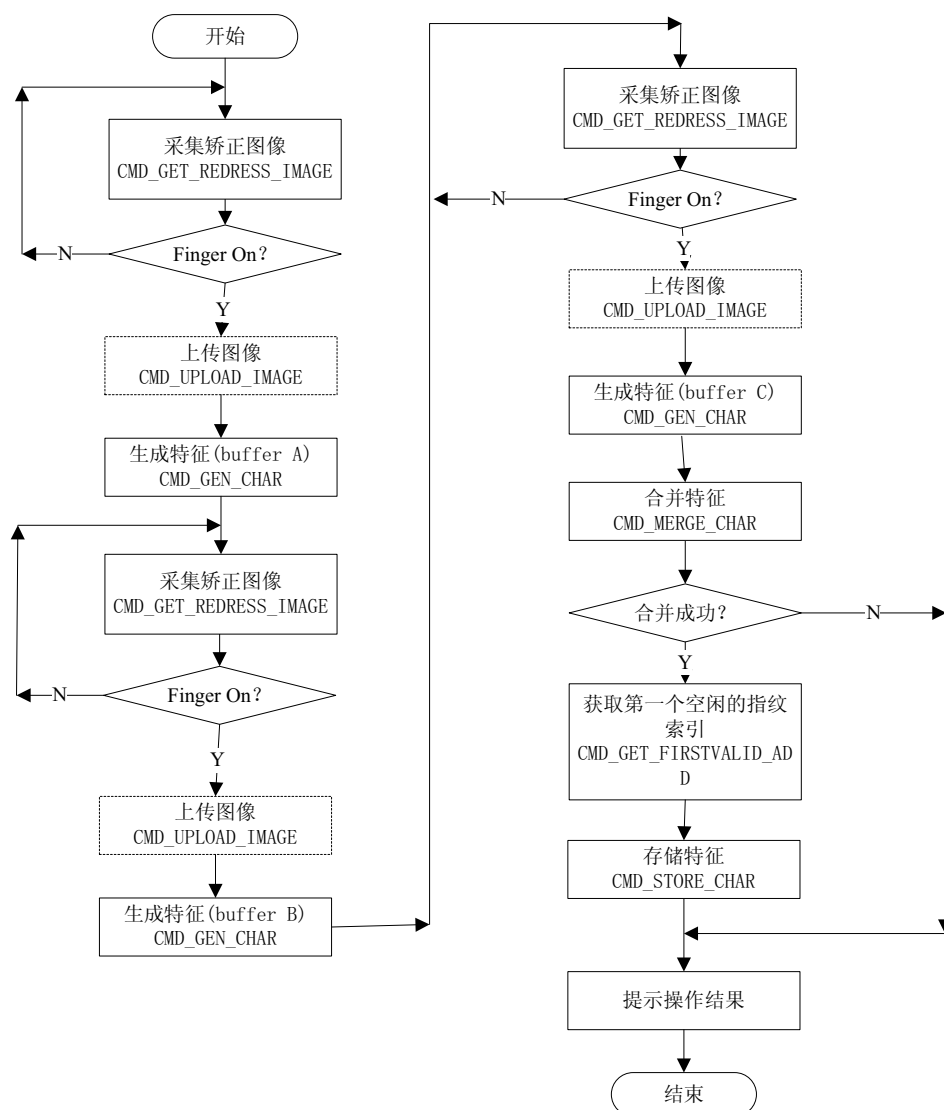 开始
采集矫正图像
CMD_GET_REDRESS_IMAGE
Finger On?
N
Y
上传图像
CMD_UPLOAD_IMAGE
生成特征(buffer A)
CMD_GEN_CHAR
采集矫正图像
CMD_GET_REDRESS_IMAGE
Finger On?
N
Y
上传图像
CMD_UPLOAD_IMAGE
生成特征(buffer B)
CMD_GEN_CHAR
采集矫正图像
CMD_GET_REDRESS_IMAGE
Finger On?
N
Y
上传图像
CMD_UPLOAD_IMAGE
生成特征(buffer C)
CMD_GEN_CHAR
合并特征
CMD_MERGE_CHAR
合并成功?
N
Y
获取第一个空闲的指纹
索引
CMD_GET_FIRSTVALID_AD
D
存储特征
CMD_STORE_CHAR
提示操作结果
结束